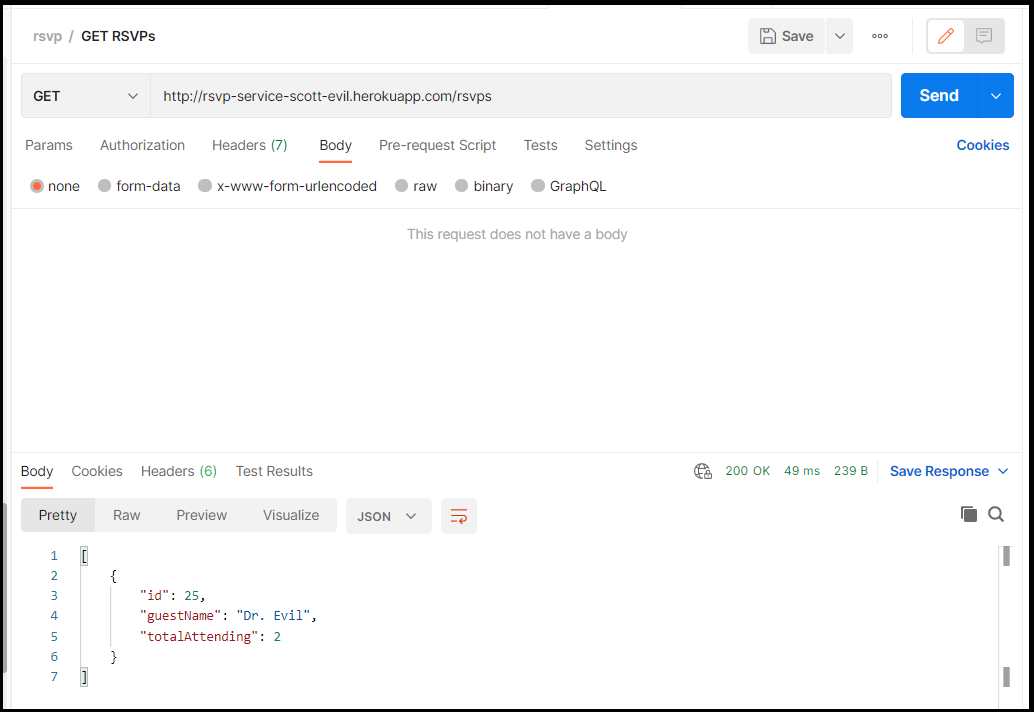 rsvp / GET RSVPs Save
GET http://rsvp-service-scott-evil.herokuapp.com/rsvps Send
Params Authorization Headers (7) Body Pre-request Script Tests Settings Cookies
none form-data x-www-form-urlencoded raw binary GraphQL
This request does not have a body
Body Cookies Headers (6) Test Results 200 OK 49 ms 239 B Save Response
Pretty Raw Preview Visualize JSON
1 [
2 {
3 "id": 25,
4 "guestName": "Dr. Evil",
5 "totalAttending": 2
6 }
7 ]